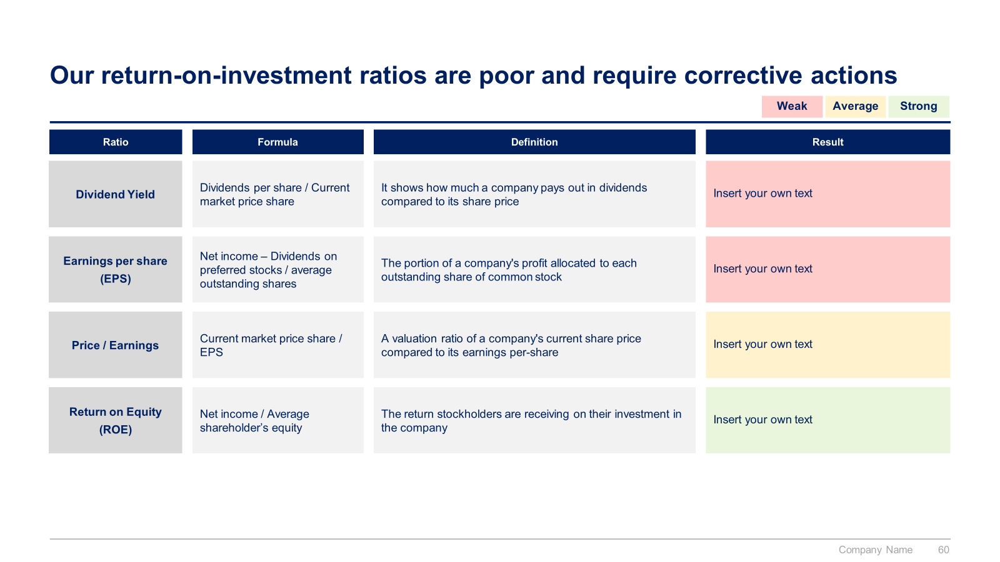 Our return-on-investment ratios are poor and require corrective actions
Weak
Average
Strong
Ratio
Formula
Definition
Result
Dividend Yield
Dividends per share / Current
market price share
It shows how much a company pays out in dividends
compared to its share price
Insert your own text
Earnings per share
(EPS)
Net income – Dividends on
preferred stocks / average
outstanding shares
The portion of a company's profit allocated to each
outstanding share of common stock
Insert your own text
Price / Earnings
Current market price share /
EPS
A valuation ratio of a company's current share price
compared to its earnings per-share
Insert your own text
Return on Equity
(ROE)
Net income / Average
shareholder’s equity
The return stockholders are receiving on their investment in
the company
Insert your own text
Company Name
60